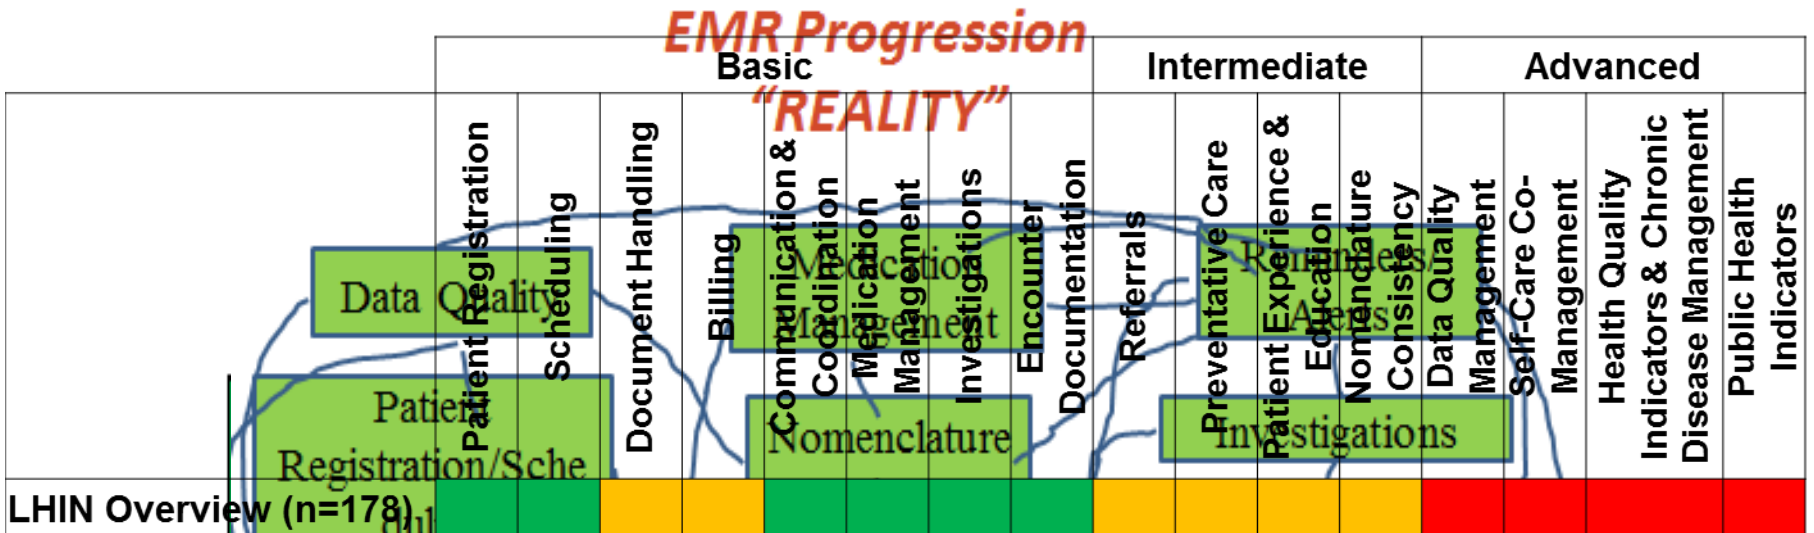 EMR Progression
“REALITY”
Basic
Intermediate
Advanced
Patient Registration
Scheduling
Document Handling
Billing
Communication &
Coordination
Medication
Management
Investigations
Encounter
Documentation
Referrals
Preventative Care
Patient Experience &
Education
Nomenclature
Consistency
Data Quality
Management
Self-Care Co-
Management
Health Quality
Indicators & Chronic
Disease Management
Public Health
Indicators
Data Quality
Medication
Management
Reminders/
Alerts
Patient
Registration/Sche
dul
Nomenclature
Investigations
LHIN Overview (n=178)